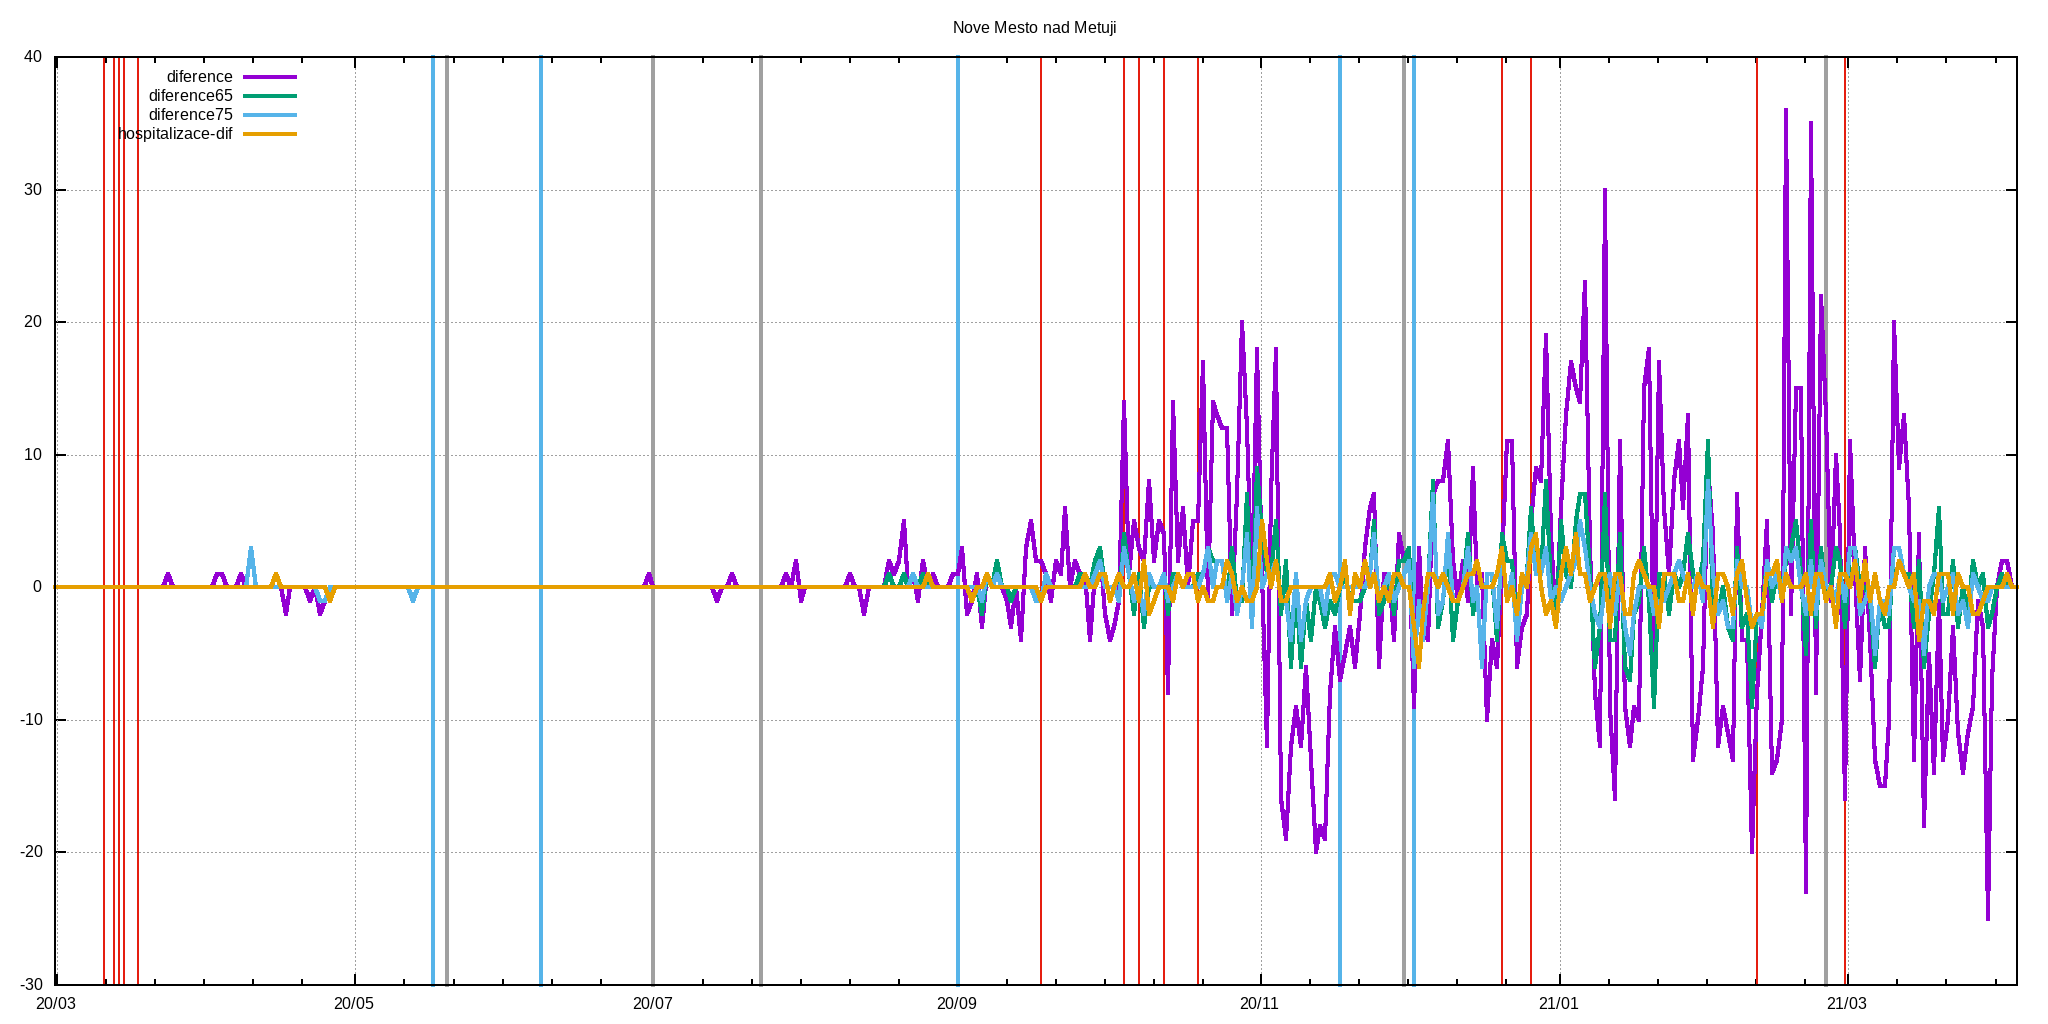 Nove Mesto nad Metuji
40
30
20
10
0
-10
-20
-30
diference
diference65
diference75
hospitalizace-dif
20/03 20/05 20/07 20/09 20/11 21/01 21/03